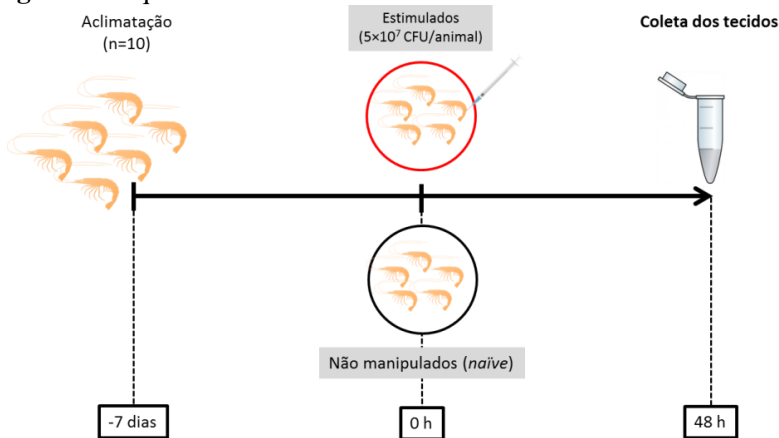 Aclimatação
(n=10)
Estimulados
(5×10⁷ CFU/animal)
Coleta dos tecidos
Não manipulados (naïve)
-7 dias
0 h
48 h